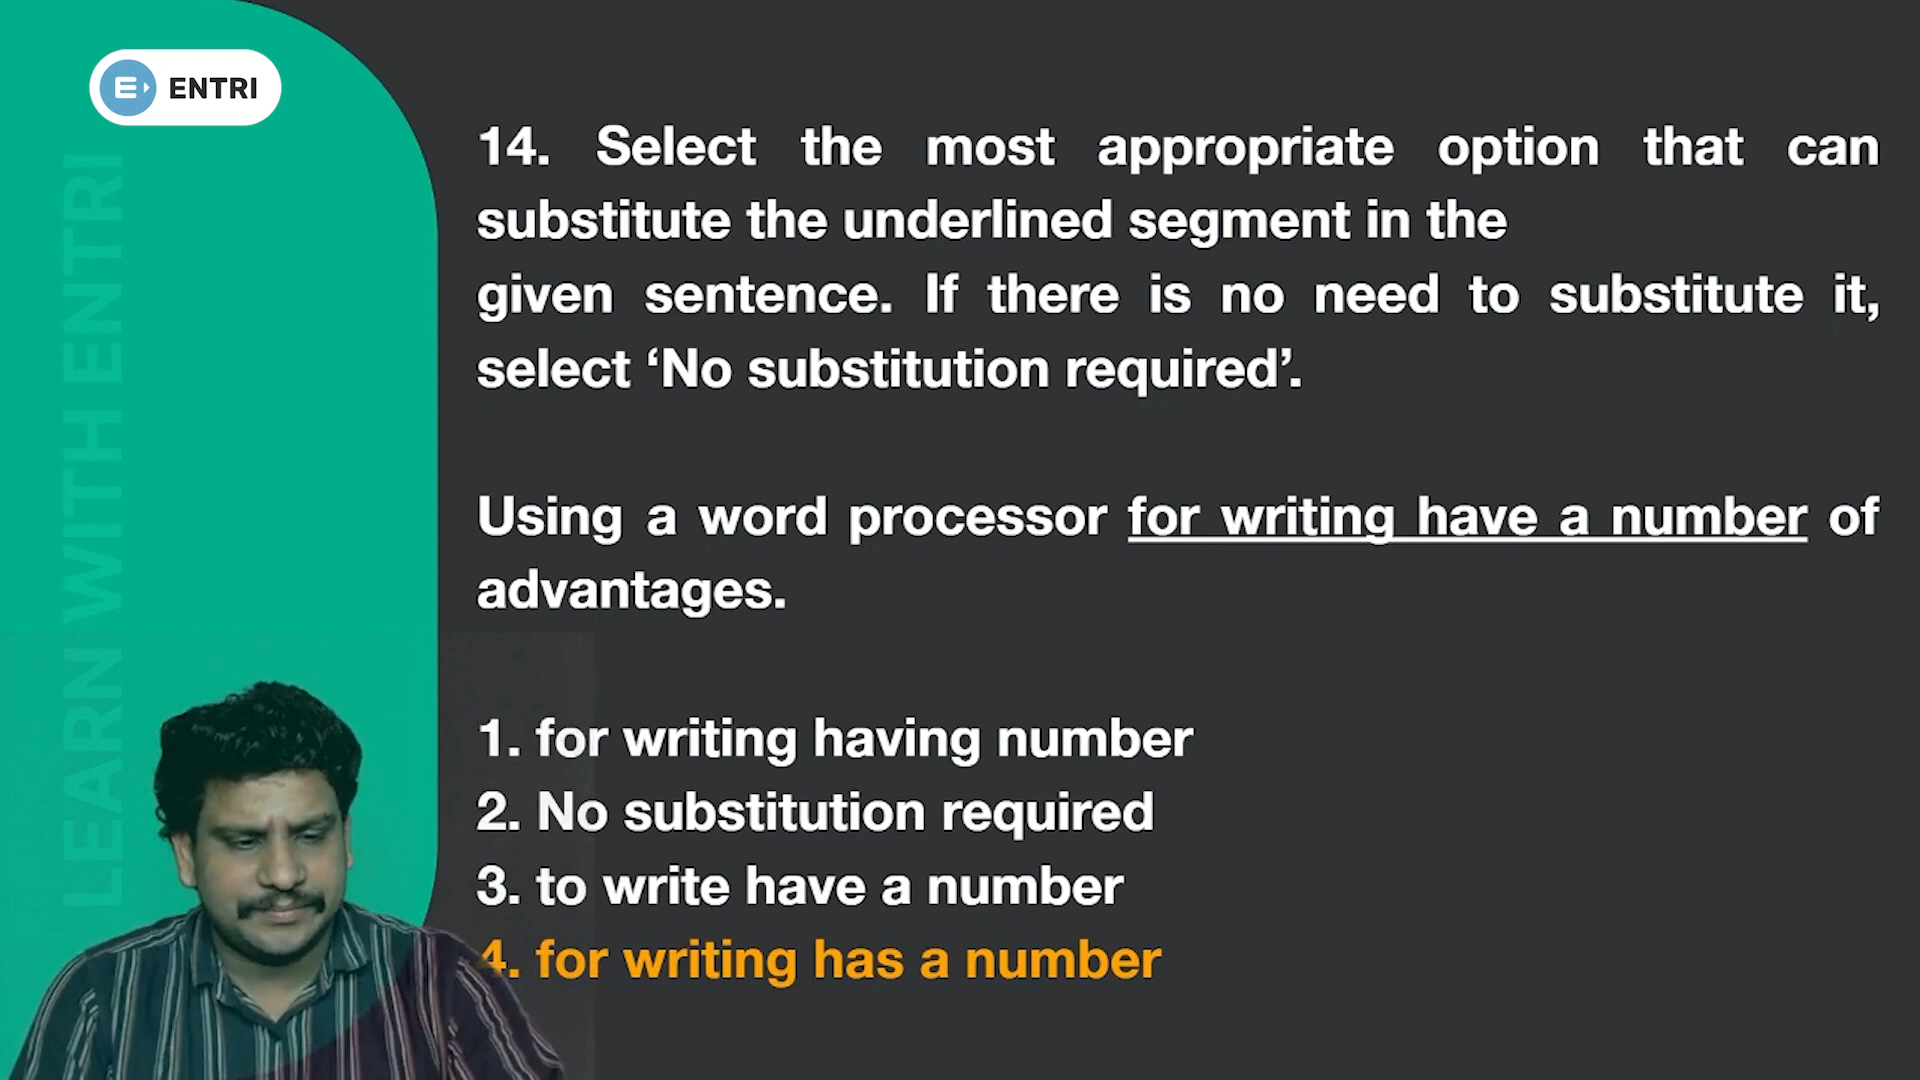 ENTRI
LEARN WITH ENTRI
14. Select the most appropriate option that can
substitute the underlined segment in the
given sentence. If there is no need to substitute it,
select ‘No substitution required’.
Using a word processor for writing have a number of
advantages.
1. for writing having number
2. No substitution required
3. to write have a number
4. for writing has a number